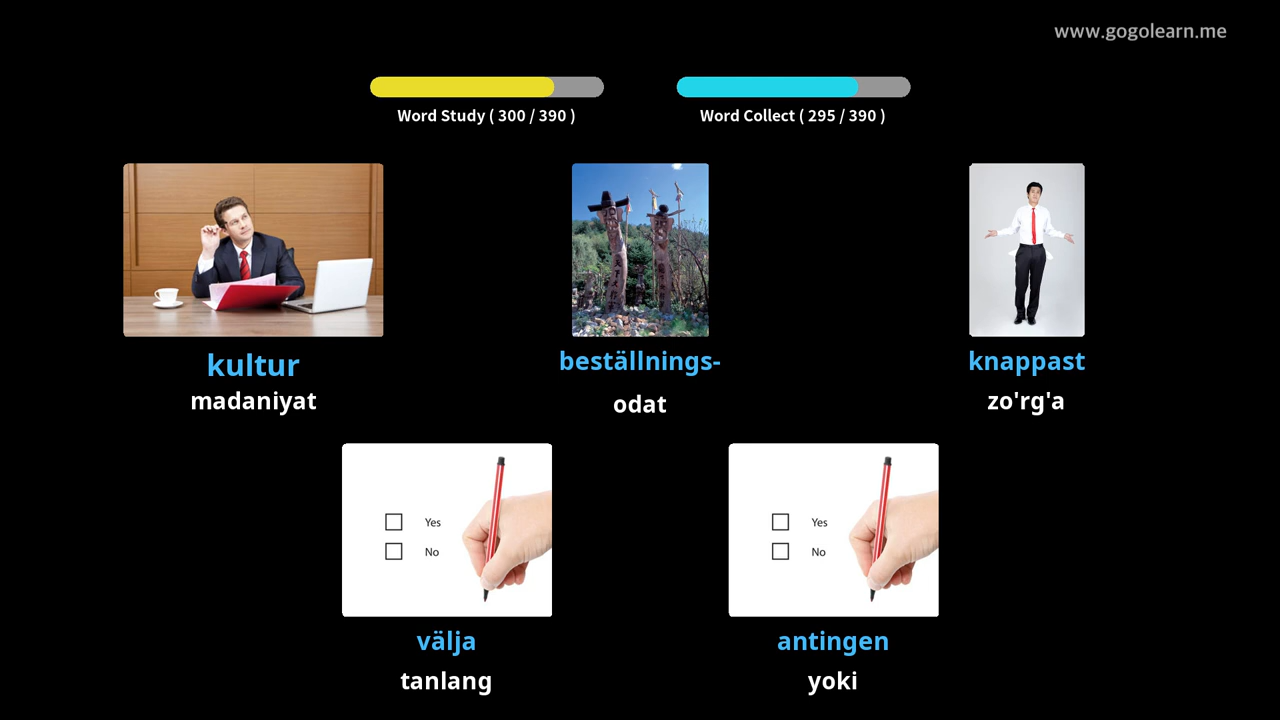 www.gogolearn.me
Word Study ( 300 / 390 )
Word Collect ( 295 / 390 )
kultur
madaniyat
beställnings-
odat
knappast
zo'rg'a
Yes
No
välja
tanlang
Yes
No
antingen
yoki